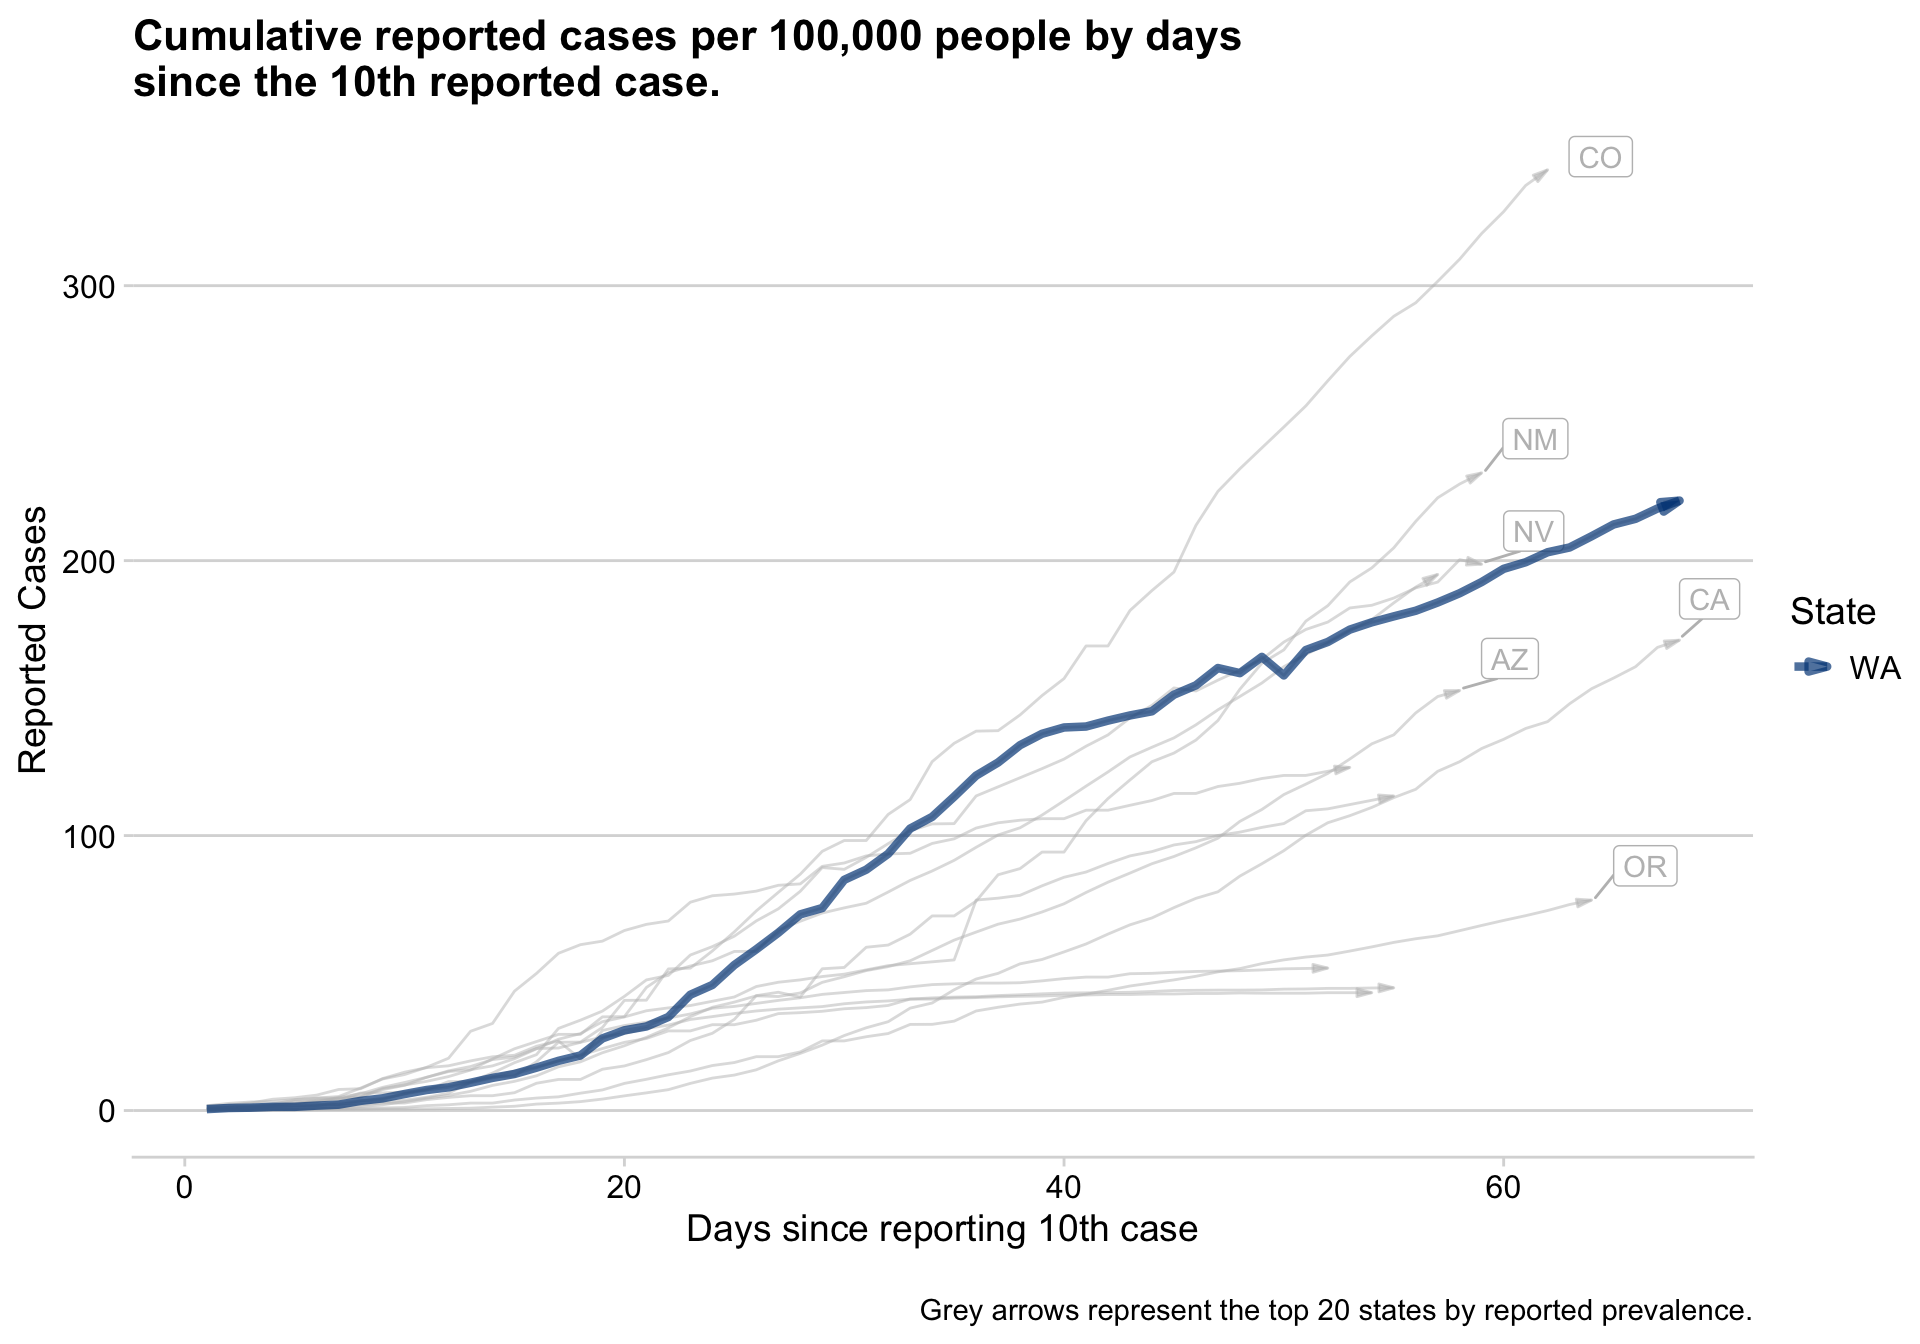 Cumulative reported cases per 100,000 people by days
since the 10th reported case.
CO
300
NM
NV
200
CA
AZ
100
OR
0
Reported Cases
State
WA
0 20 40 60
Days since reporting 10th case
Grey arrows represent the top 20 states by reported prevalence.